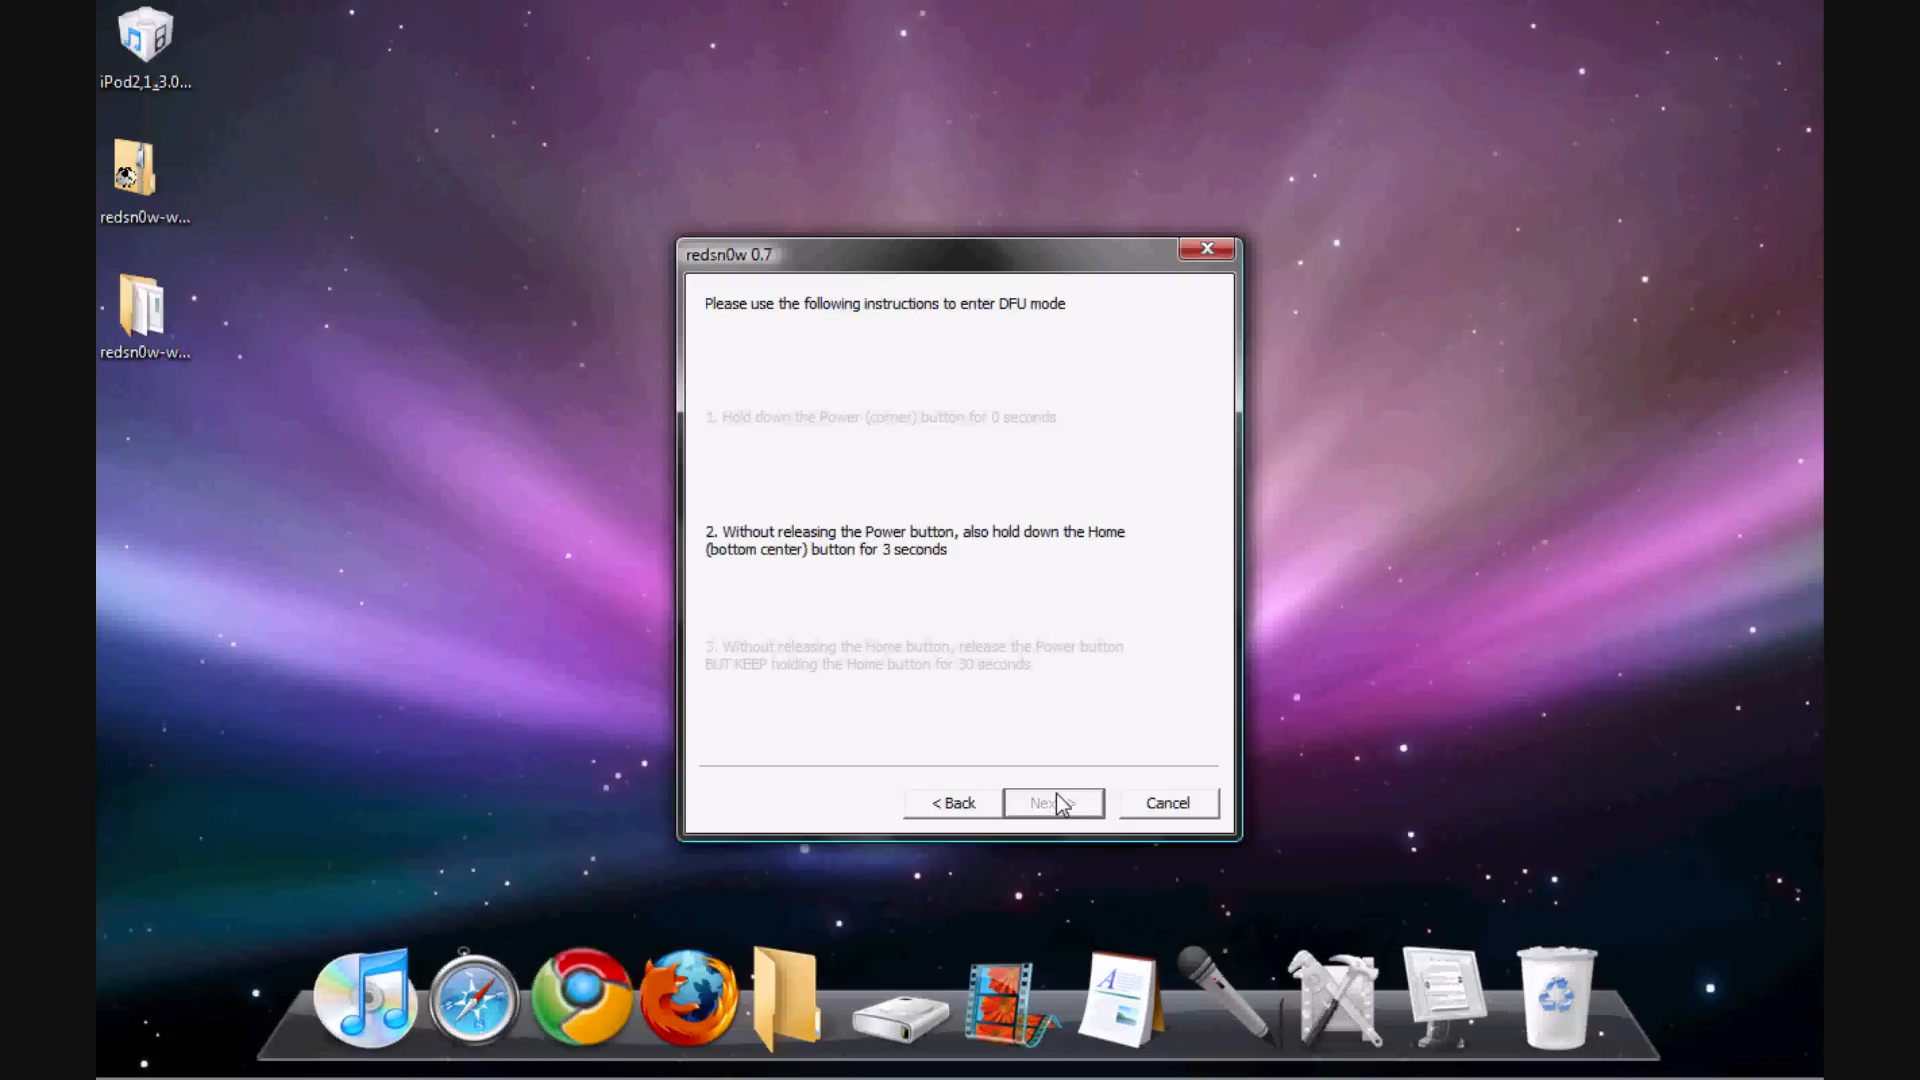 iPod2,1_3.0...
redsn0w-w...
redsn0w-w...
redsn0w 0.7
Please use the following instructions to enter DFU mode
1. Hold down the Power (corner) button for 0 seconds
2. Without releasing the Power button, also hold down the Home
(bottom center) button for 3 seconds
3. Without releasing the Home button, release the Power button
BUT KEEP holding the Home button for 30 seconds
< Back
Cancel